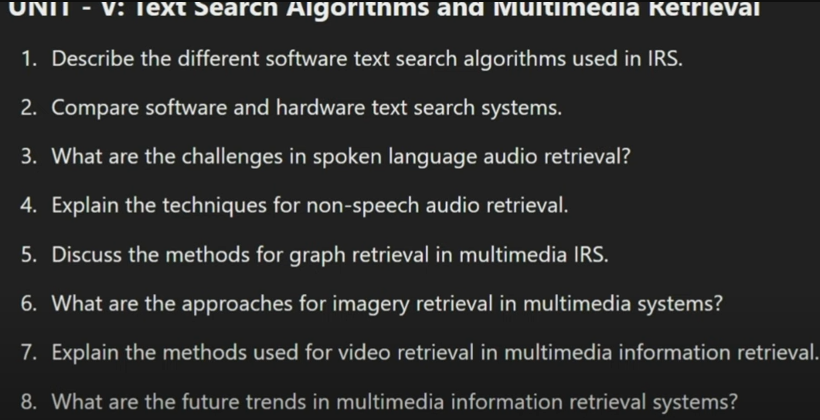 UNIT - V: Text Search Algorithms and Multimedia Retrieval
1. Describe the different software text search algorithms used in IRS.
2. Compare software and hardware text search systems.
3. What are the challenges in spoken language audio retrieval?
4. Explain the techniques for non-speech audio retrieval.
5. Discuss the methods for graph retrieval in multimedia IRS.
6. What are the approaches for imagery retrieval in multimedia systems?
7. Explain the methods used for video retrieval in multimedia information retrieval.
8. What are the future trends in multimedia information retrieval systems?